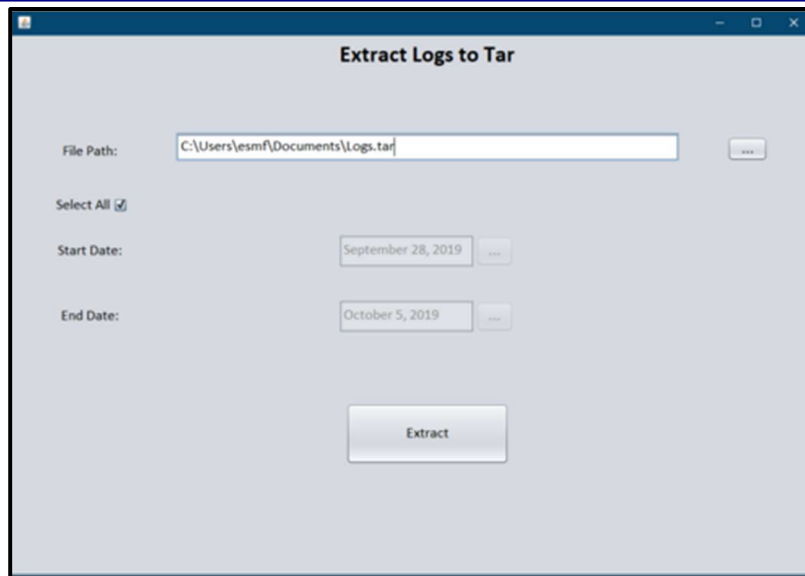 Extract Logs to Tar
File Path: C:\Users\esmf\Documents\Logs.tar ...
Select All
Start Date: September 28, 2019 ...
End Date: October 5, 2019 ...
Extract